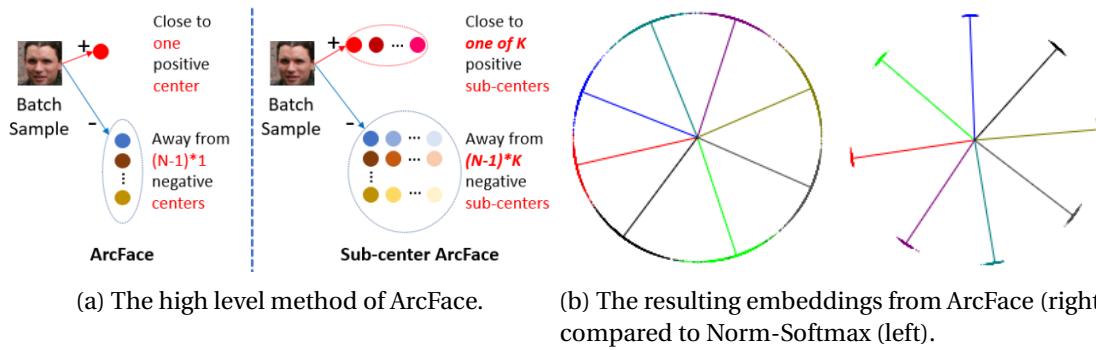 +
Close to
one
positive
center
Batch
Sample
-
Away from
(N-1)*1
negative
centers
ArcFace
+
...
Close to
one of K
positive
sub-centers
Batch
Sample
-
...
...
...
Away from
(N-1)*K
negative
sub-centers
Sub-center ArcFace
(a) The high level method of ArcFace.
(b) The resulting embeddings from ArcFace (right
compared to Norm-Softmax (left).